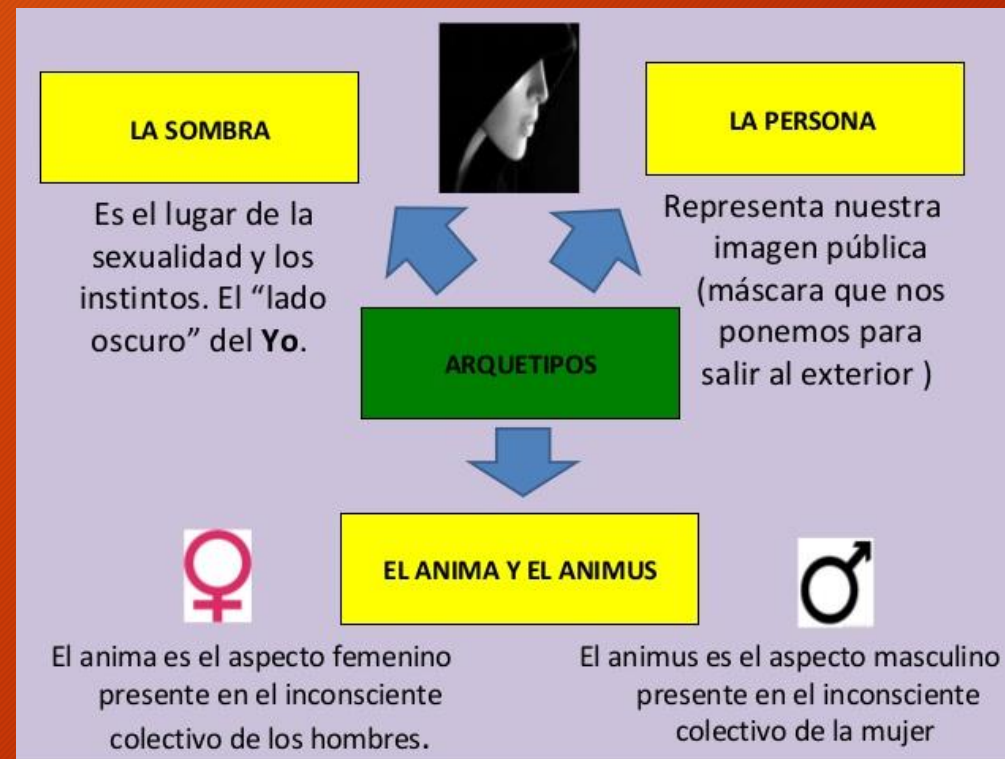 LA SOMBRA
Es el lugar de la
sexualidad y los
instintos. El “lado
oscuro” del Yo.
LA PERSONA
Representa nuestra
imagen pública
(máscara que nos
ponemos para
salir al exterior )
ARQUETIPOS
EL ANIMA Y EL ANIMUS
El anima es el aspecto femenino
presente en el inconsciente
colectivo de los hombres.
El animus es el aspecto masculino
presente en el inconsciente
colectivo de la mujer